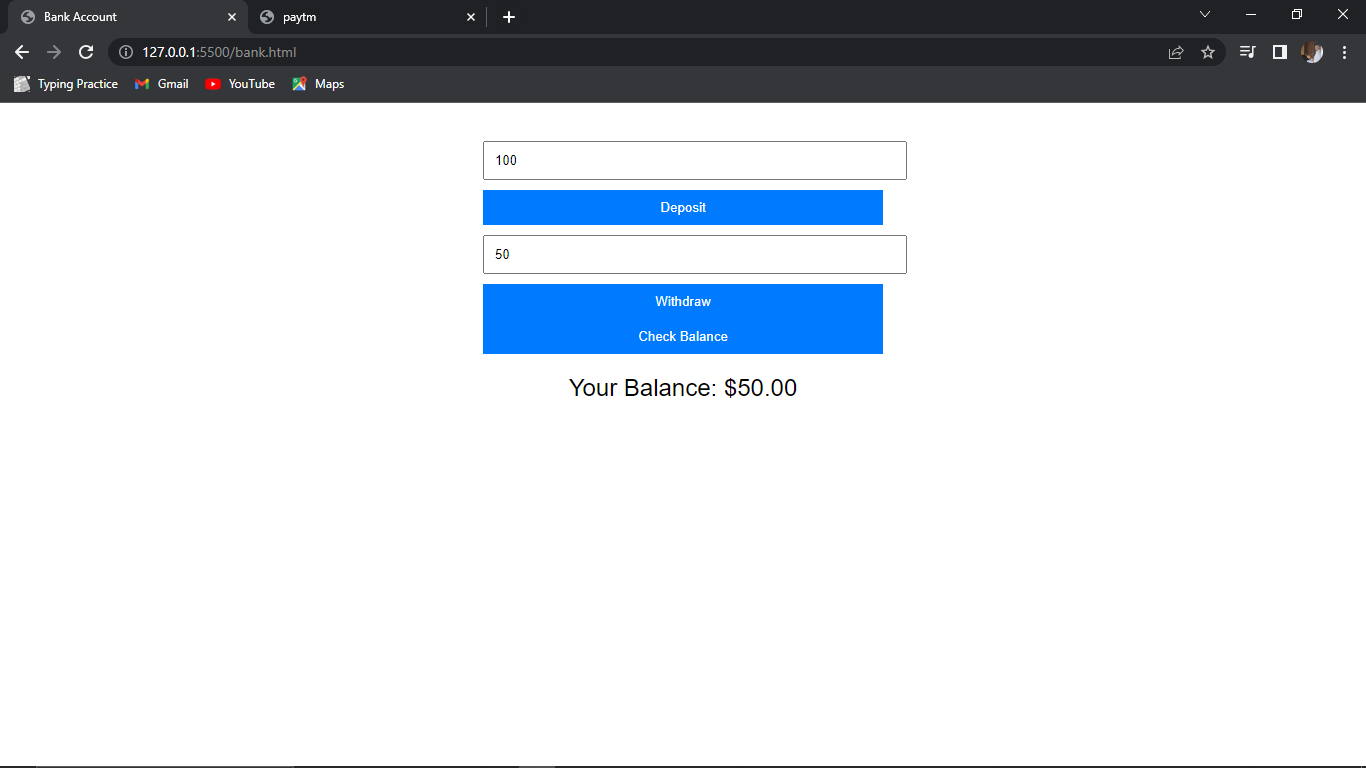 Bank Account
paytm
127.0.0.1:5500/bank.html
Typing Practice Gmail YouTube Maps
100
Deposit
50
Withdraw
Check Balance
Your Balance: $50.00